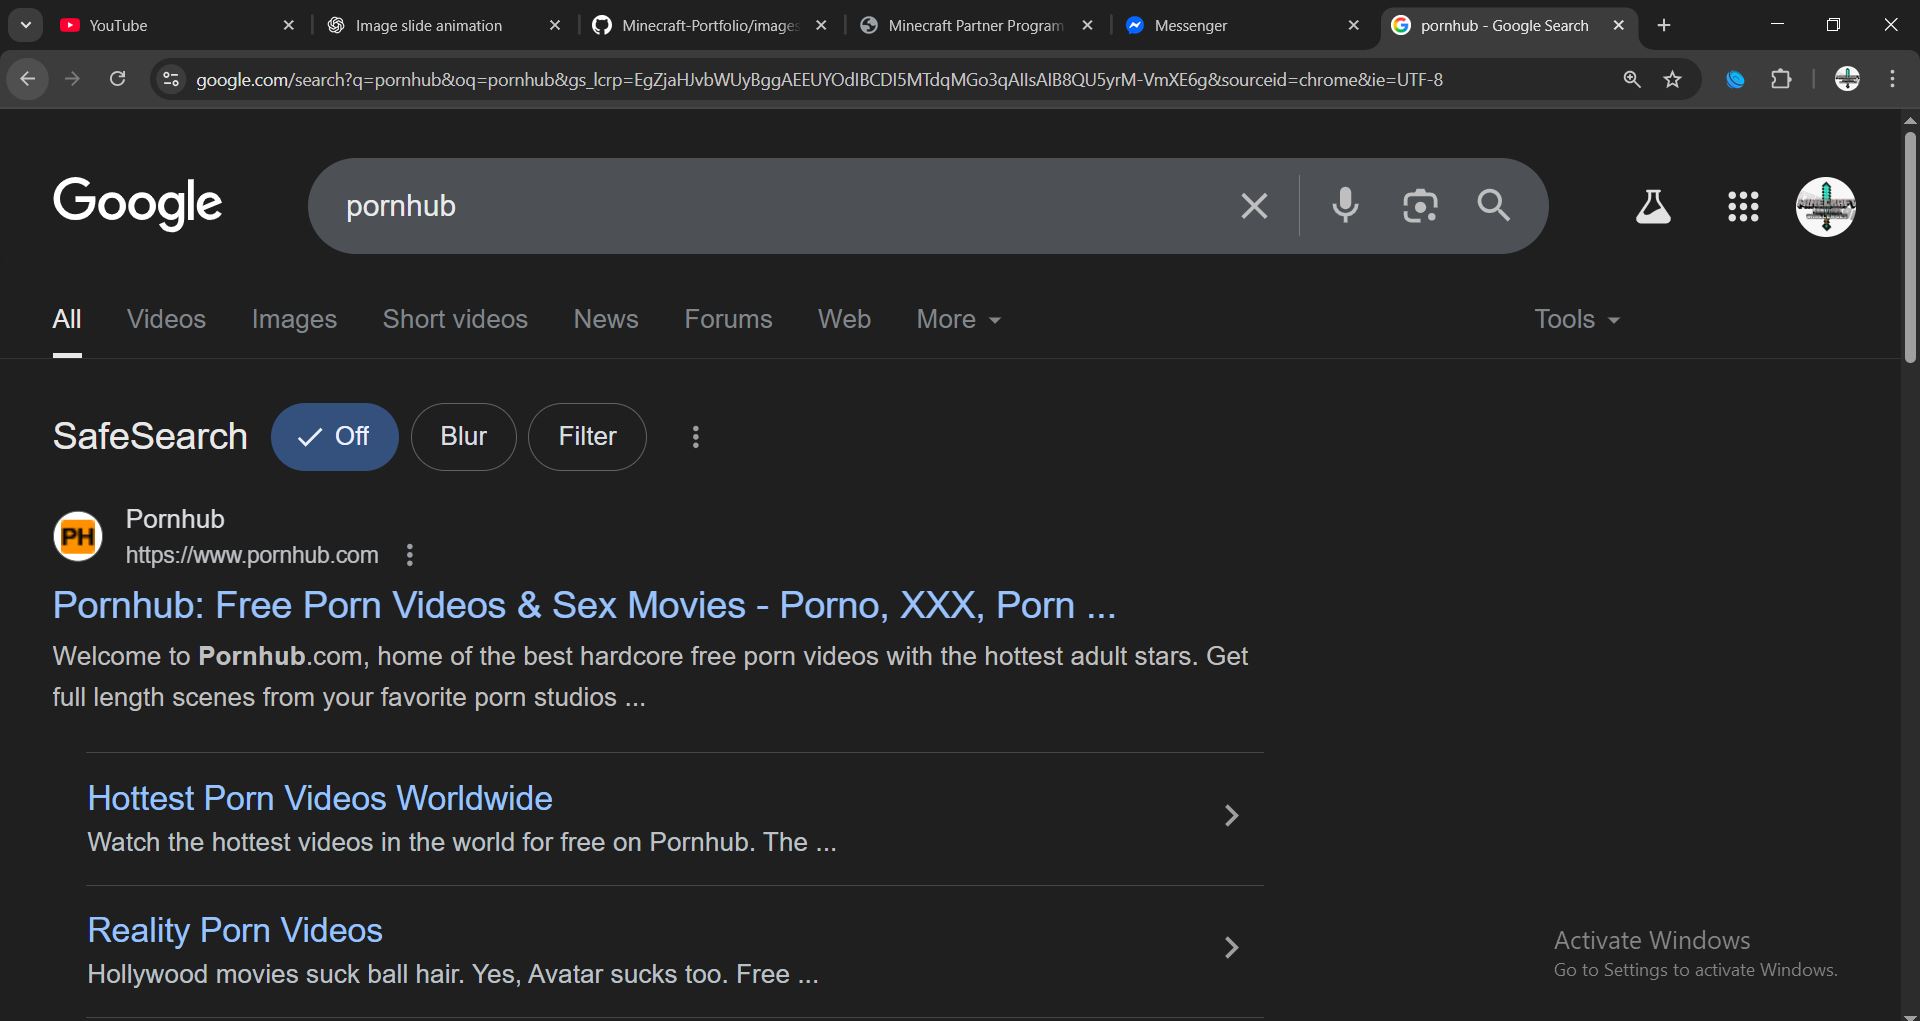 YouTube
Image slide animation
Minecraft-Portfolio/images
Minecraft Partner Program
Messenger
pornhub - Google Search
google.com/search?q=pornhub&oq=pornhub&gs_lcrp=EgZjaHJvbWUyBggAEEUYOdIBCDI5MTdqMGo3qAIIsAIB8QU5yrM-VmXE6g&sourceid=chrome&ie=UTF-8
Google
pornhub
All
Videos
Images
Short videos
News
Forums
Web
More
Tools
SafeSearch
Off
Blur
Filter
PH
Pornhub
https://www.pornhub.com
Pornhub: Free Porn Videos & Sex Movies - Porno, XXX, Porn ...
Welcome to Pornhub.com, home of the best hardcore free porn videos with the hottest adult stars. Get
full length scenes from your favorite porn studios ...
Hottest Porn Videos Worldwide
Watch the hottest videos in the world for free on Pornhub. The ...
Reality Porn Videos
Hollywood movies suck ball hair. Yes, Avatar sucks too. Free ...
Activate Windows
Go to Settings to activate Windows.